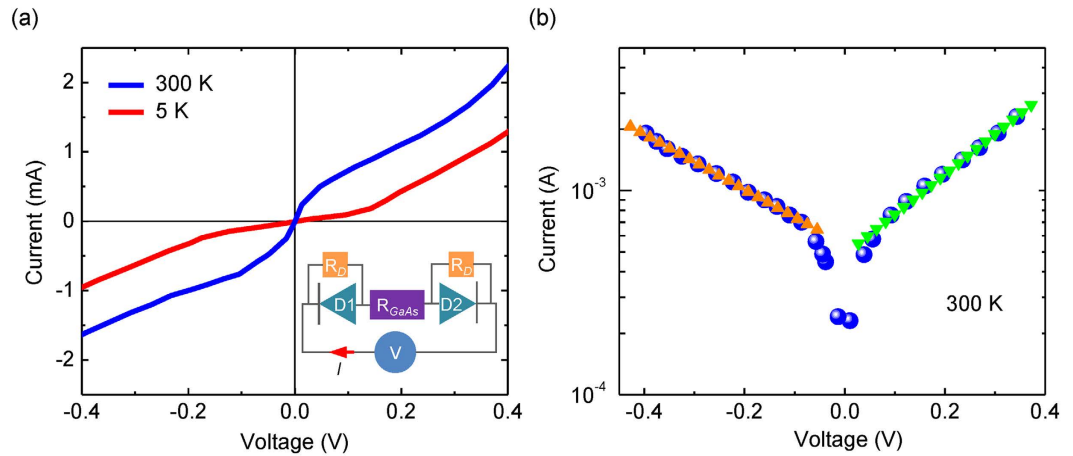 (a)
2
1
0
-1
-2
Current (mA)
300 K
5 K
R_D
R_D
D1
R_GaAs
D2
V
I
-0.4
-0.2
0.0
0.2
0.4
Voltage (V)
(b)
10⁻³
10⁻⁴
Current (A)
300 K
-0.4
-0.2
0.0
0.2
0.4
Voltage (V)